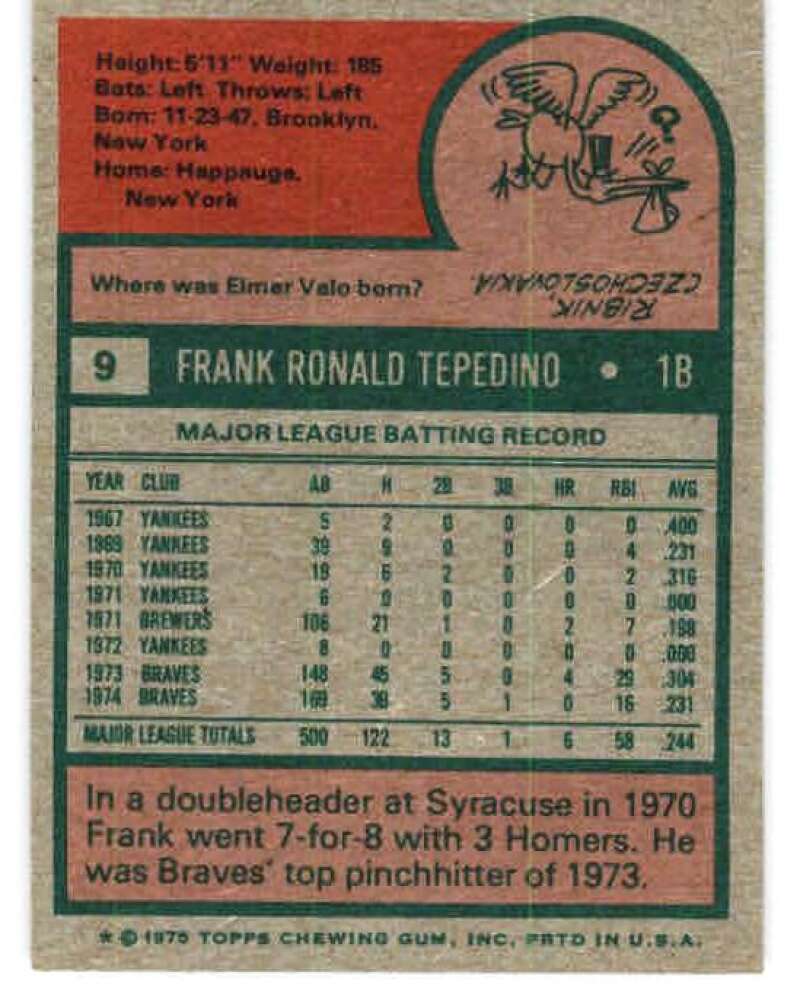 Height: 5'11" Weight: 185
Bats: Left Throws: Left
Born: 11-23-47, Brooklyn,
New York
Home: Happauge,
New York
Where was Elmer Valo born?
RIBNIK,
CZECHOSLOVAKIA.
9 FRANK RONALD TEPEDINO • 1B
MAJOR LEAGUE BATTING RECORD
YEAR CLUB AB H 2B 3B HR RBI AVG
1967 YANKEES 5 2 0 0 0 0 .400
1969 YANKEES 39 9 0 0 0 4 .231
1970 YANKEES 19 6 2 0 0 2 .316
1971 YANKEES 6 0 0 0 0 0 .000
1971 BREWERS 106 21 1 0 2 7 .198
1972 YANKEES 8 0 0 0 0 0 .000
1973 BRAVES 148 45 5 0 4 29 .304
1974 BRAVES 169 39 5 1 0 16 .231
MAJOR LEAGUE TOTALS 500 122 13 1 6 58 .244
In a doubleheader at Syracuse in 1970
Frank went 7-for-8 with 3 Homers. He
was Braves' top pinchhitter of 1973.
* © 1975 TOPPS CHEWING GUM, INC. PRTD IN U.S.A.